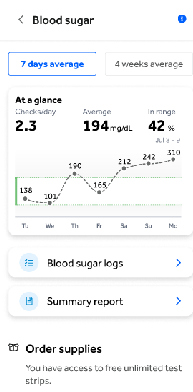 Blood sugar
7 days average
4 weeks average
At a glance
Checks/day
Average
In range
2.3
194 mg/dL
42 %
138
101
190
165
212
242
310
Tu
We
Th
Fr
Sa
Su
Mo
Blood sugar logs
Summary report
Order supplies
You have access to free unlimited test
strips.